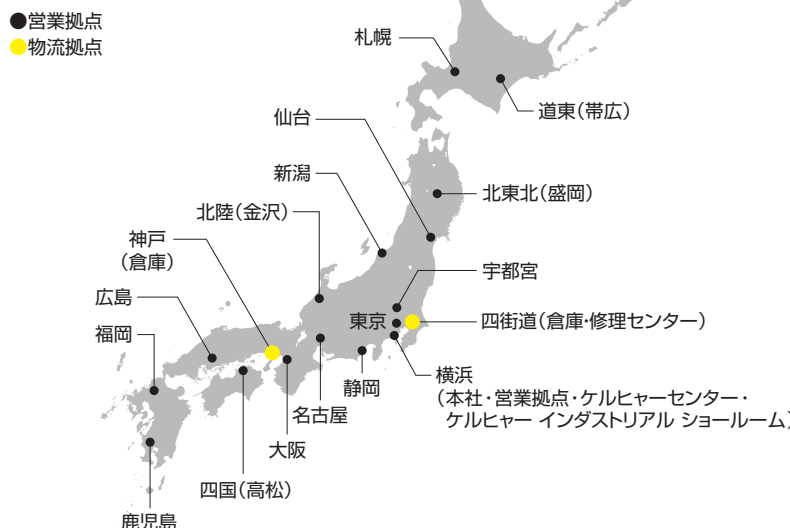 ●営業拠点
●物流拠点
札幌
道東（帯広）
仙台
新潟
北東北（盛岡）
北陸（金沢）
神戸
（倉庫）
宇都宮
広島
東京
四街道（倉庫・修理センター）
福岡
横浜
（本社・営業拠点・ケルヒャーセンター・
ケルヒャー インダストリアル ショールーム）
静岡
名古屋
大阪
四国（高松）
鹿児島